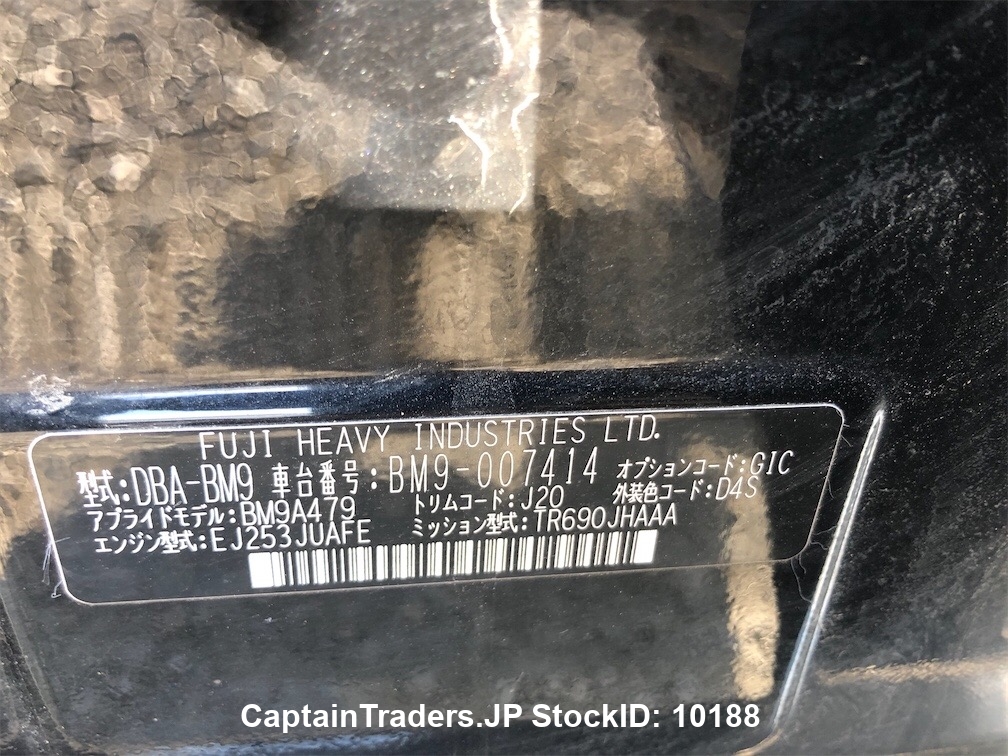 FUJI HEAVY INDUSTRIES LTD.
型式:DBA-BM9 車台番号:BM9-007414 オプションコード:GIC
アプライドモデル:BM9A479 トリムコード:J20 外装色コード:D4S
エンジン型式:EJ253JUAFE ミッション型式:TR690JHAAA
CaptainTraders.JP StockID: 10188